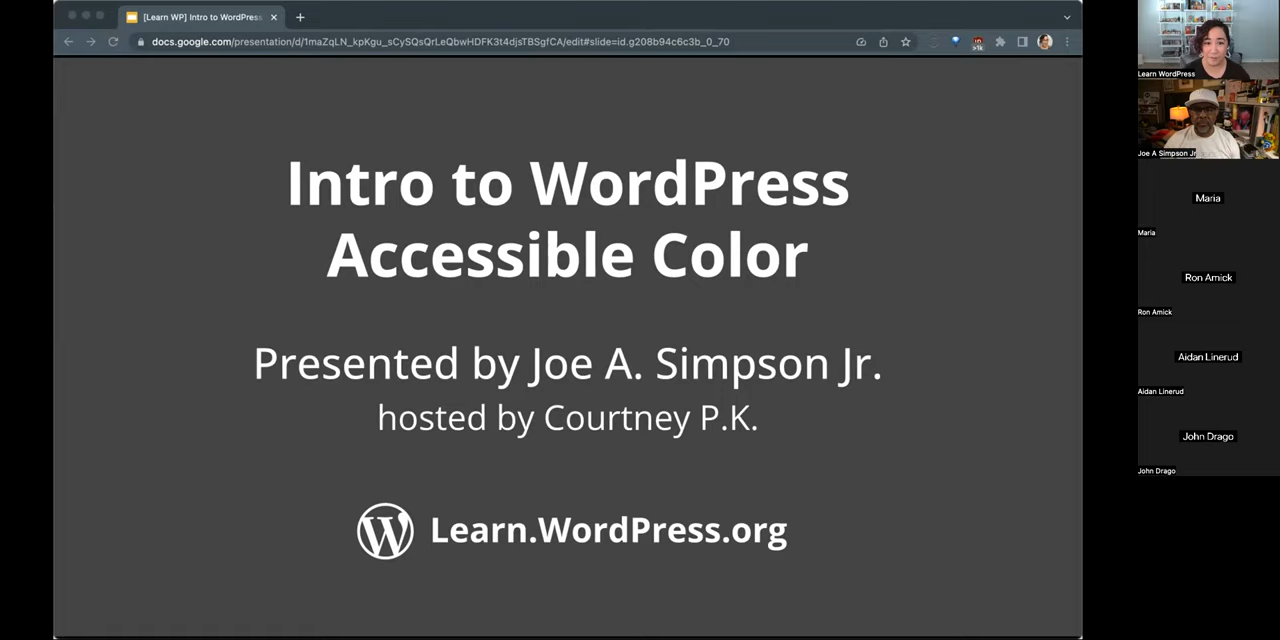 [Learn WP] Intro to WordPress
docs.google.com/presentation/d/1maZqLN_kpKgu_sCySQsQrLeQbwHDFK3t4djsTBSgfCA/edit#slide=id.g208b94c6c3b_0_70
>1k
Intro to WordPress
Accessible Color
Presented by Joe A. Simpson Jr.
hosted by Courtney P.K.
Learn.WordPress.org
Learn WordPress
Joe A Simpson Jr
Maria
Maria
Ron Amick
Ron Amick
Aidan Linerud
Aidan Linerud
John Drago
John Drago